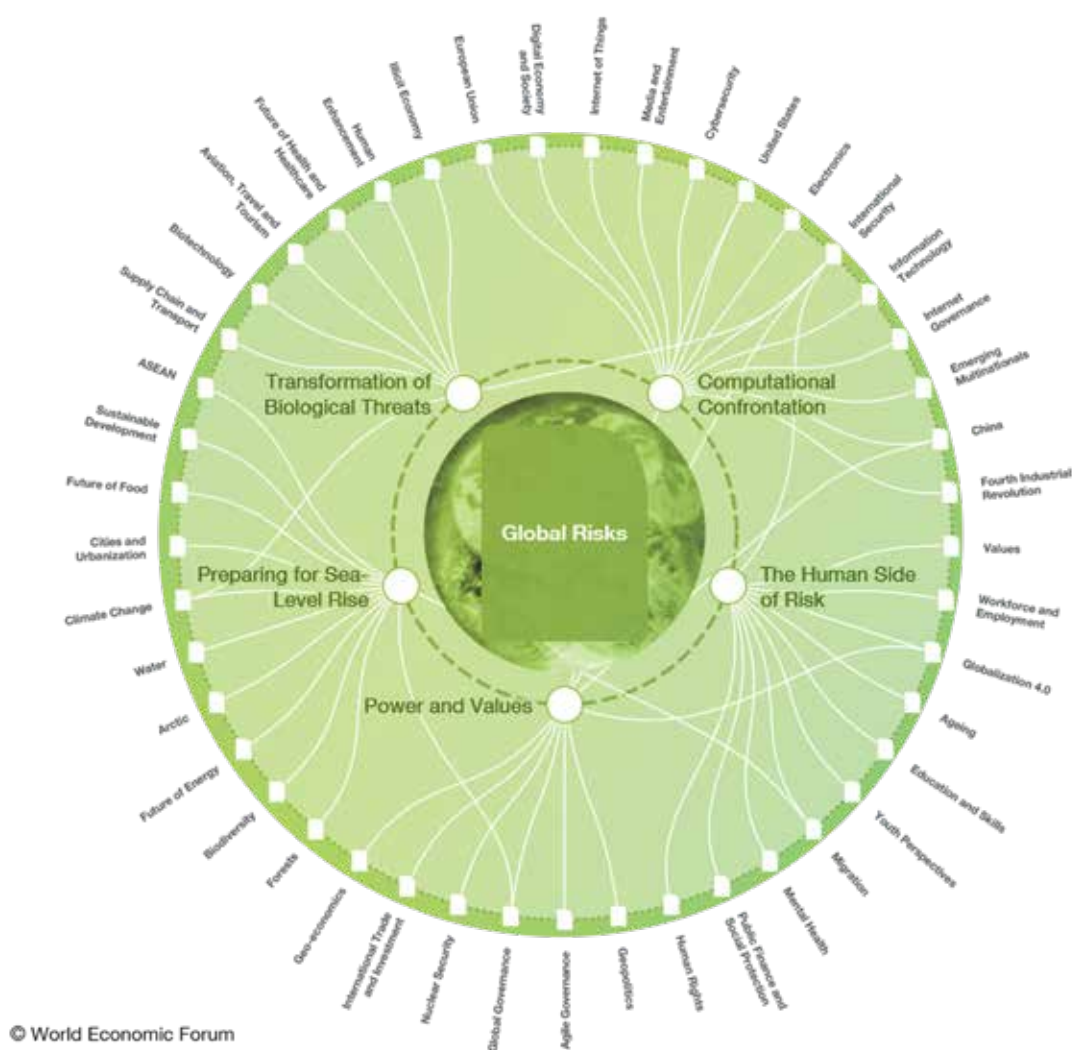 European Union
Digital Economy
and Society
Internet of Things
Media and
Entertainment
Cybersecurity
United States
Electronics
International
Security
Information
Technology
Internet
Governance
Emerging
Multinationals
China
Fourth Industrial
Revolution
Values
Workforce and
Employment
Globalization 4.0
Ageing
Education and Skills
Youth Perspectives
Migration
Mental Health
Public Finance and
Social Protection
Human Rights
Geopolitics
Agile Governance
Global Governance
Nuclear Security
International Trade
and Investment
Geo-economics
Forests
Biodiversity
Future of Energy
Arctic
Water
Climate Change
Cities and
Urbanization
Future of Food
Sustainable
Development
ASEAN
Supply Chain and
Transport
Biotechnology
Aviation, Travel and
Tourism
Future of Health and
Healthcare
Human
Enhancement
Illicit Economy
Transformation of
Biological Threats
Computational
Confrontation
Global Risks
Preparing for Sea-
Level Rise
The Human Side
of Risk
Power and Values
© World Economic Forum